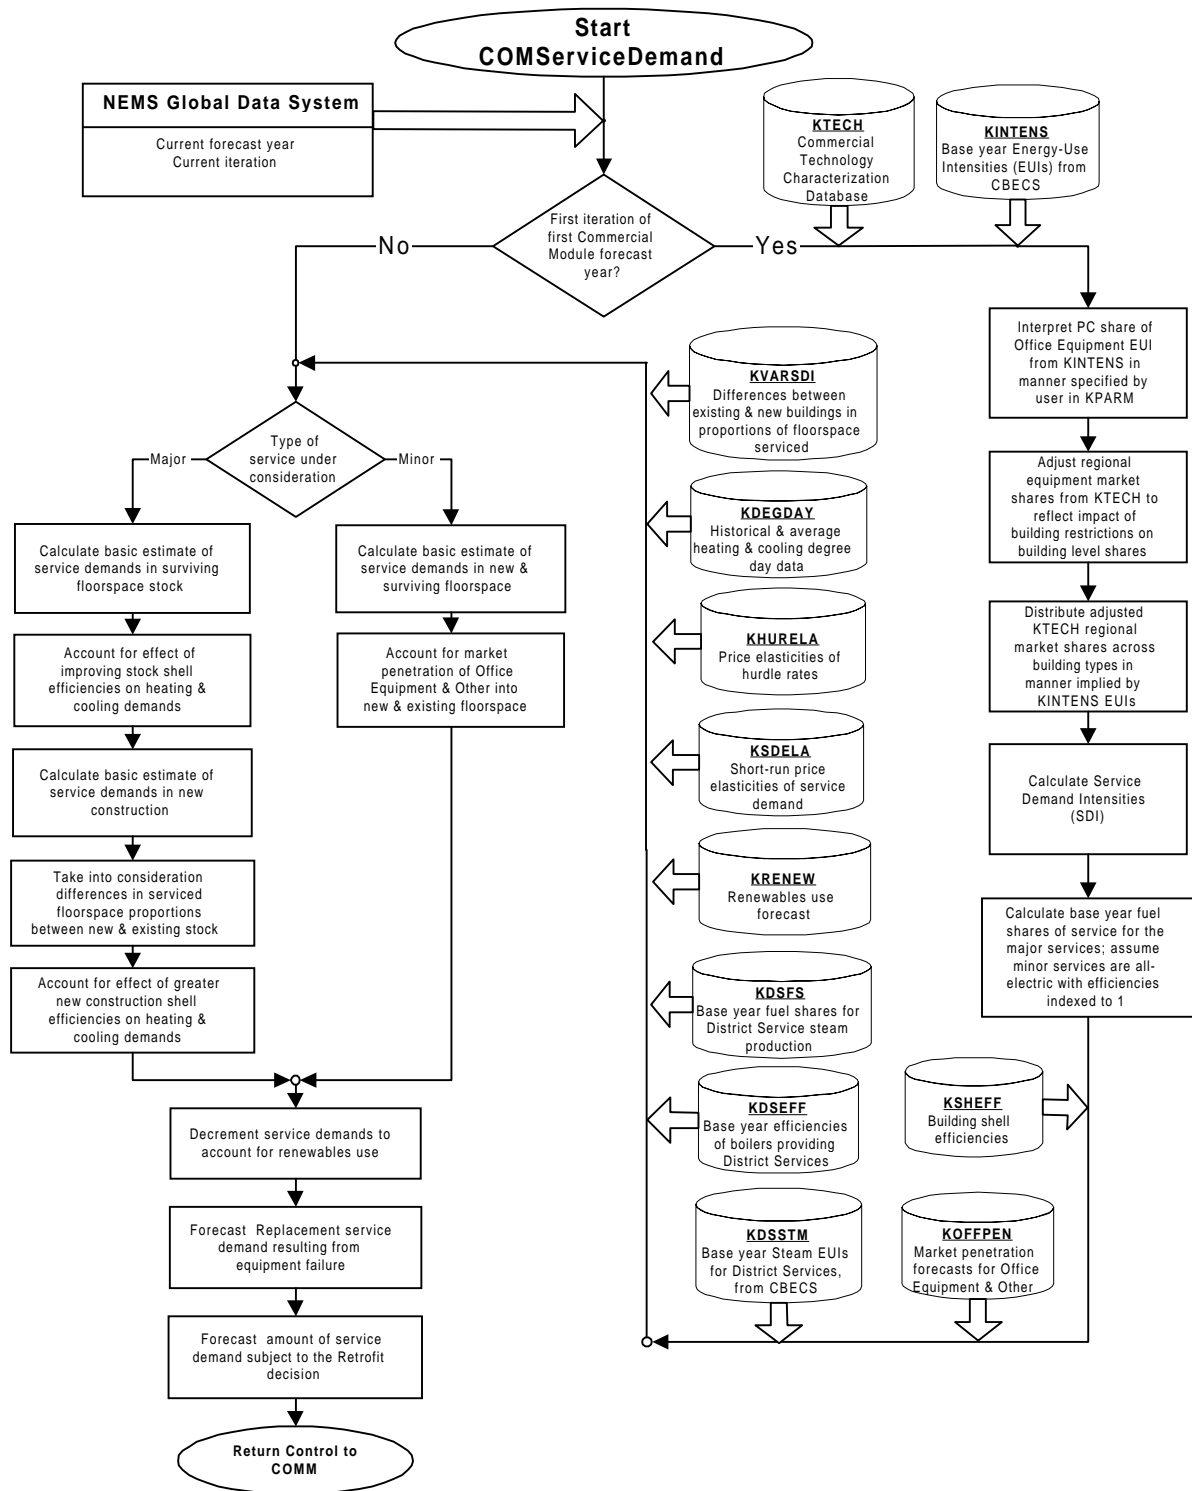 Start
COMServiceDemand
NEMS Global Data System
Current forecast year
Current iteration
KTECH
Commercial
Technology
Characterization
Database
KINTENS
Base year Energy-Use
Intensities (EUIs) from
CBECS
First iteration of
first Commercial
Module forecast
year?
No
Yes
Interpret PC share of
Office Equipment EUI
from KINTENS in
manner specified by
user in KPARM
Adjust regional
equipment market
shares from KTECH to
reflect impact of
building restrictions on
building level shares
Distribute adjusted
KTECH regional
market shares across
building types in
manner implied by
KINTENS EUIs
Calculate Service
Demand Intensities
(SDI)
Calculate base year fuel
shares of service for the
major services; assume
minor services are all-
electric with efficiencies
indexed to 1
KSHEFF
Building shell
efficiencies
KOFFPEN
Market penetration
forecasts for Office
Equipment & Other
KVARSDI
Differences between
existing & new buildings in
proportions of floorspace
serviced
KDEGDAY
Historical & average
heating & cooling degree
day data
KHURELA
Price elasticities of
hurdle rates
KSDELA
Short-run price
elasticities of service
demand
KRENEW
Renewables use
forecast
KDSFS
Base year fuel shares for
District Service steam
production
KDSEFF
Base year efficiencies
of boilers providing
District Services
KDSSTM
Base year Steam EUIs
for District Services,
from CBECS
Type of
service under
consideration
Major
Minor
Calculate basic estimate of
service demands in surviving
floorspace stock
Account for effect of
improving stock shell
efficiencies on heating &
cooling demands
Calculate basic estimate of
service demands in new
construction
Take into consideration
differences in serviced
floorspace proportions
between new & existing stock
Account for effect of greater
new construction shell
efficiencies on heating &
cooling demands
Calculate basic estimate of
service demands in new &
surviving floorspace
Account for market
penetration of Office
Equipment & Other into
new & existing floorspace
Decrement service demands to
account for renewables use
Forecast Replacement service
demand resulting from
equipment failure
Forecast amount of service
demand subject to the Retrofit
decision
Return Control to
COMM